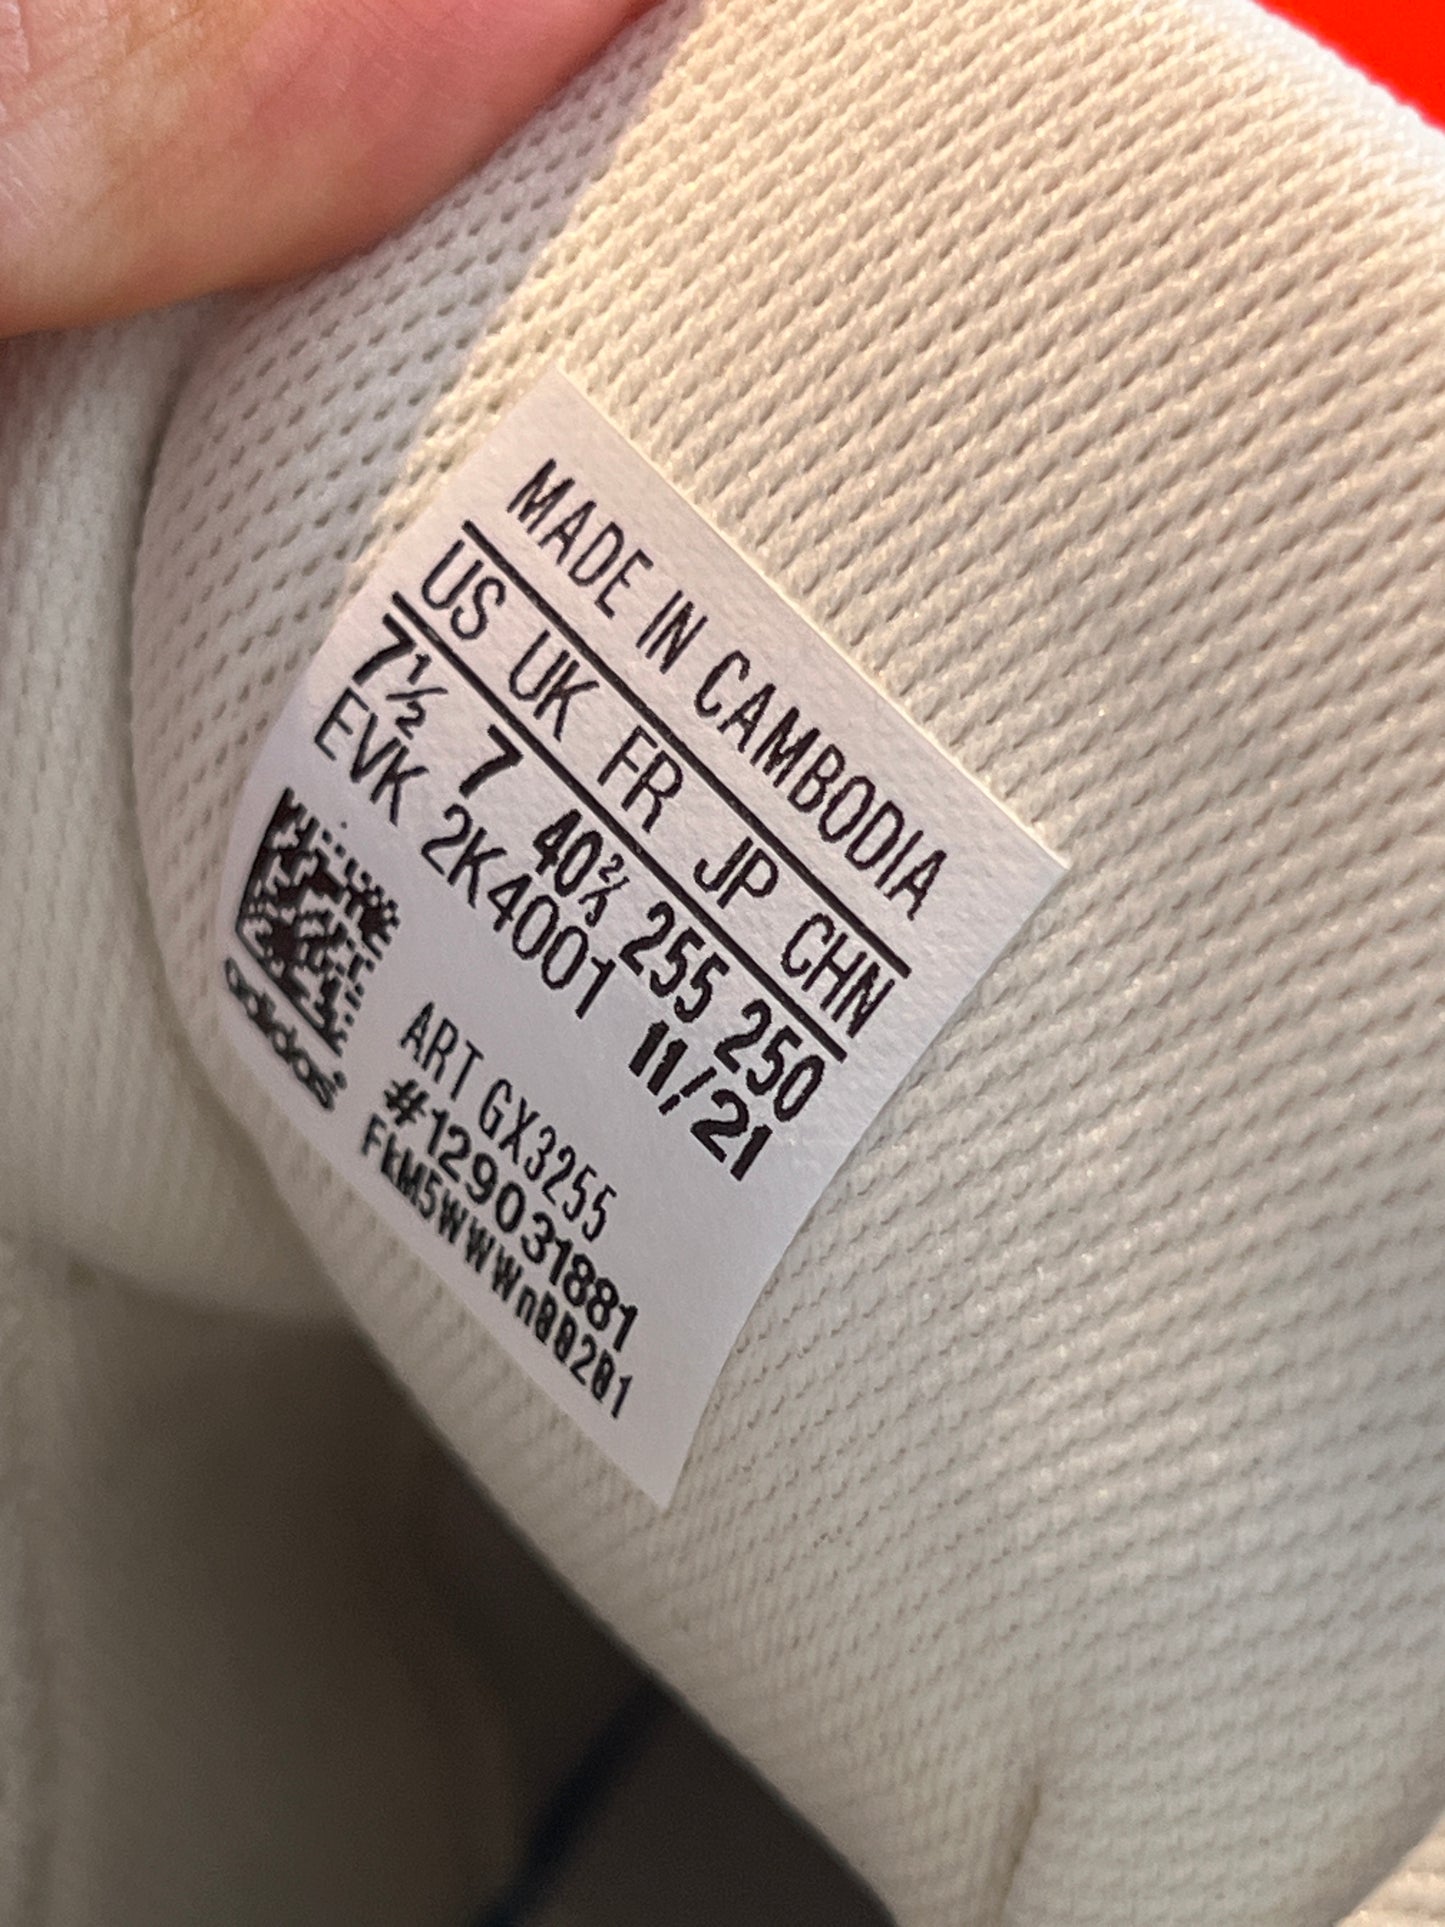 MADE IN CAMBODIA
US UK FR JP CHN
7½ 7 40⅔ 255 250
EVK 2K4001 11/21
ART GX3255
#129031881
FkM5WWWn00201
adidas